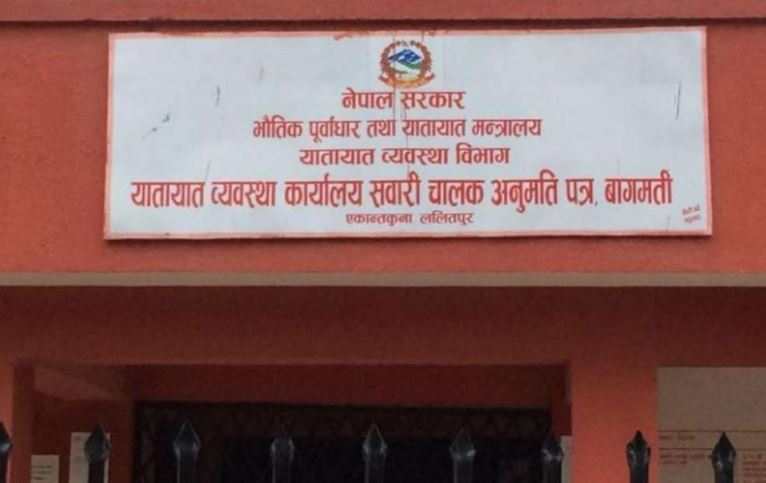 नेपाल सरकार
भौतिक पूर्वाधार तथा यातायात मन्त्रालय
यातायात व्यवस्था विभाग
यातायात व्यवस्था कार्यालय सवारी चालक अनुमति पत्र, बागमती
एकान्तकुना ललितपुर